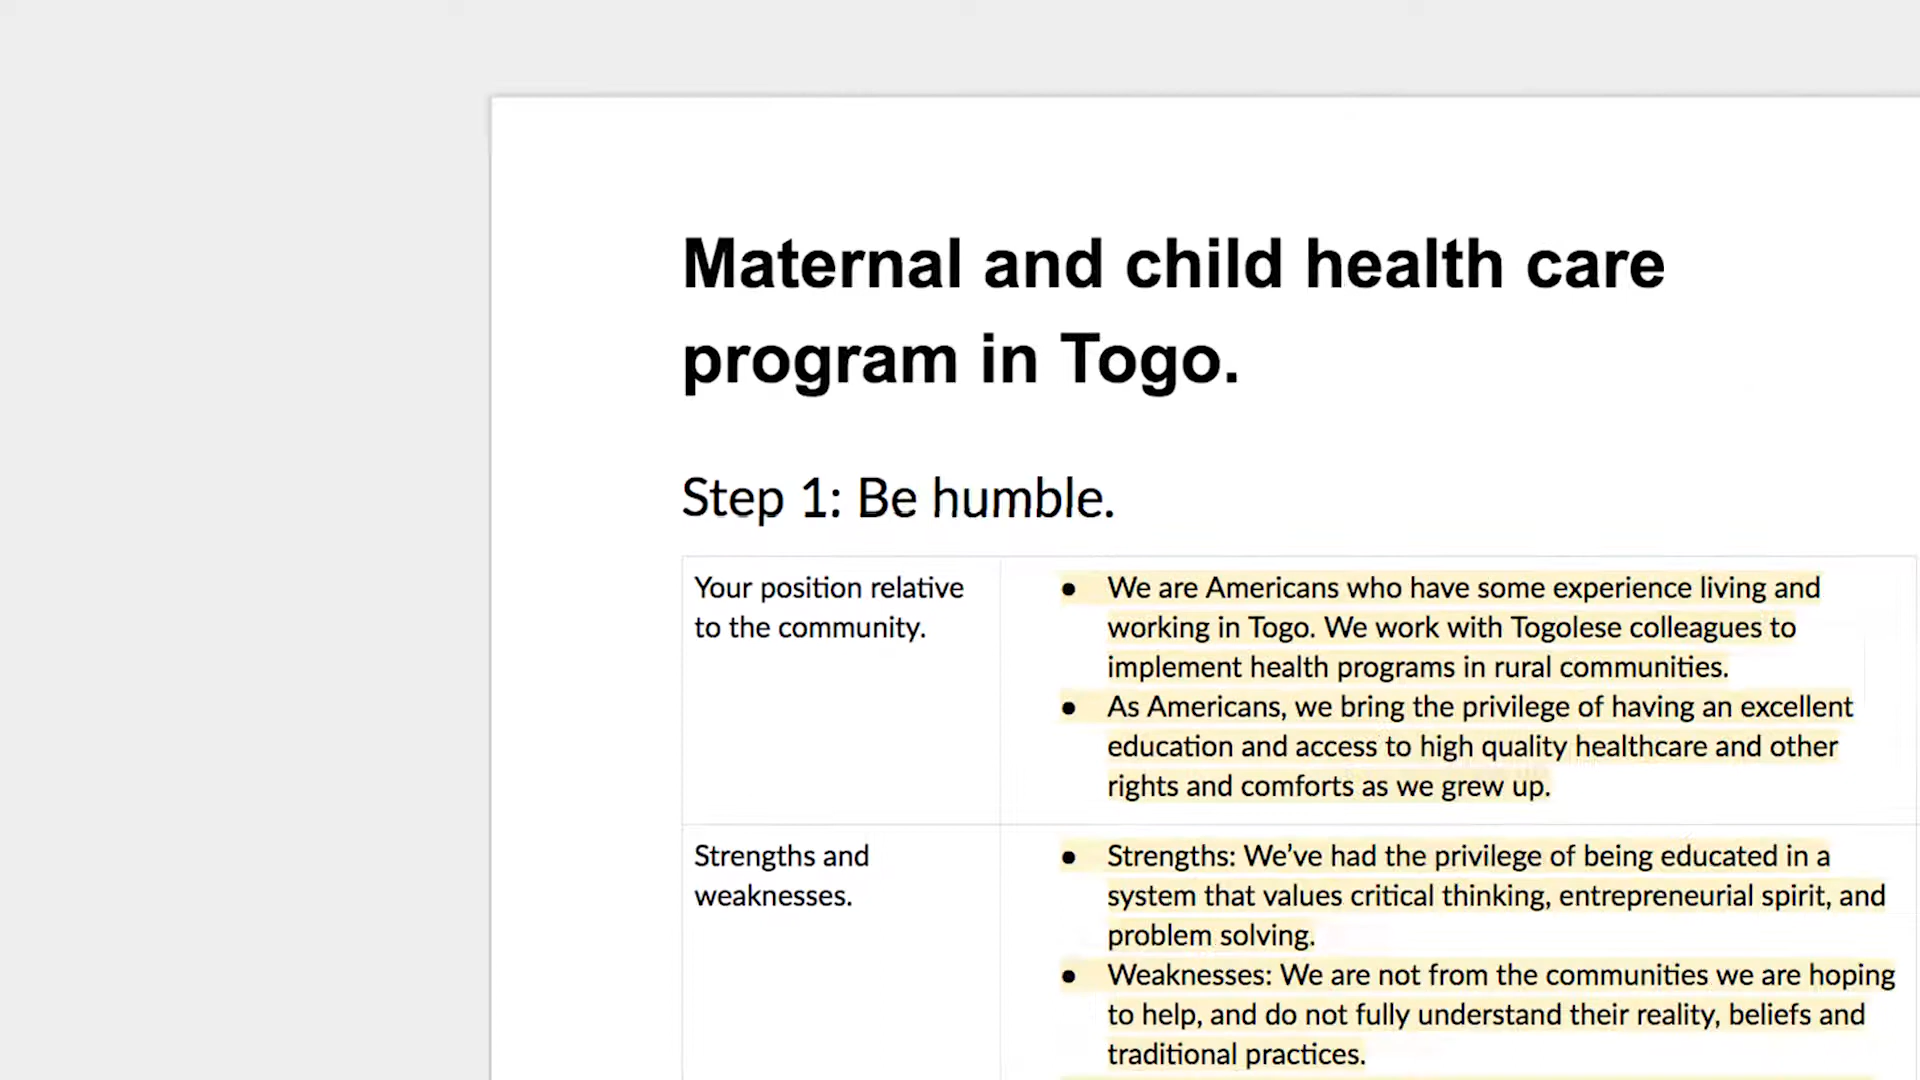 Maternal and child health care
program in Togo.
Step 1: Be humble.
Your position relative
to the community.
● We are Americans who have some experience living and
working in Togo. We work with Togolese colleagues to
implement health programs in rural communities.
● As Americans, we bring the privilege of having an excellent
education and access to high quality healthcare and other
rights and comforts as we grew up.
Strengths and
weaknesses.
● Strengths: We’ve had the privilege of being educated in a
system that values critical thinking, entrepreneurial spirit, and
problem solving.
● Weaknesses: We are not from the communities we are hoping
to help, and do not fully understand their reality, beliefs and
traditional practices.